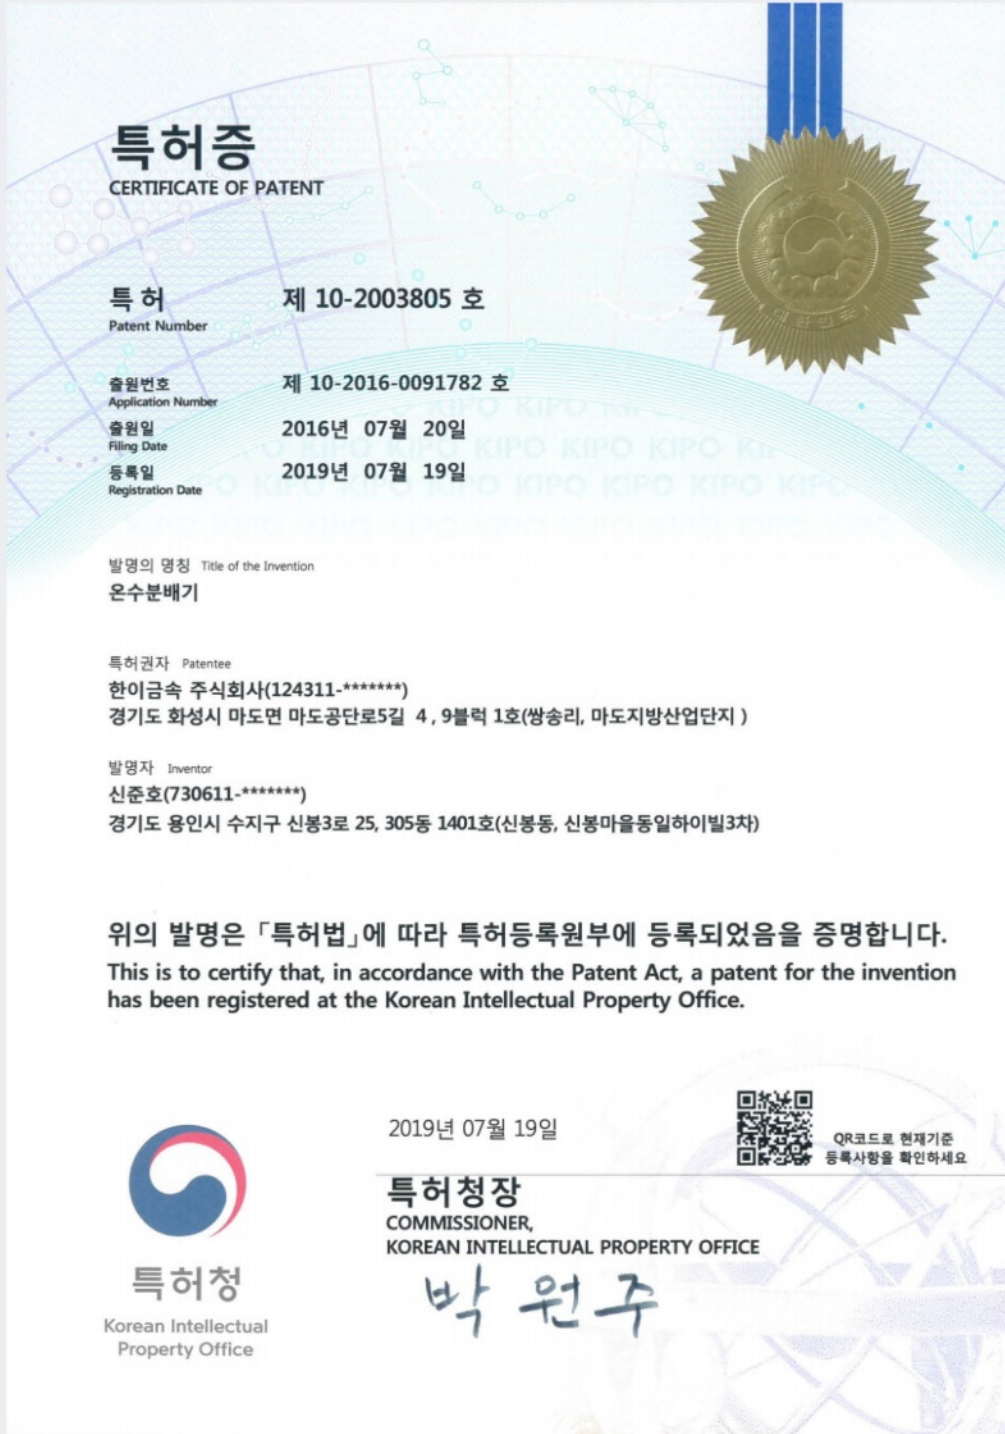 특허증
CERTIFICATE OF PATENT
특 허 제 10-2003805 호
Patent Number
출원번호 제 10-2016-0091782 호
Application Number
출원일 2016년 07월 20일
Filing Date
등록일 2019년 07월 19일
Registration Date
KIPO KIPO
KIPO KIPO KIPO KIPO
KIPO KIPO KIPO KIPO KIPO KIPO KIPO
발명의 명칭 Title of the Invention
온수분배기
특허권자 Patentee
한이금속 주식회사(124311-*******)
경기도 화성시 마도면 마도공단로5길 4 , 9블럭 1호(쌍송리, 마도지방산업단지 )
발명자 Inventor
신준호(730611-*******)
경기도 용인시 수지구 신봉3로 25, 305동 1401호(신봉동, 신봉마을동일하이빌3차)
위의 발명은 「특허법」에 따라 특허등록원부에 등록되었음을 증명합니다.
This is to certify that, in accordance with the Patent Act, a patent for the invention
has been registered at the Korean Intellectual Property Office.
2019년 07월 19일
QR코드로 현재기준
등록사항을 확인하세요
특허청장
COMMISSIONER,
KOREAN INTELLECTUAL PROPERTY OFFICE
박 원 주
특허청
Korean Intellectual
Property Office